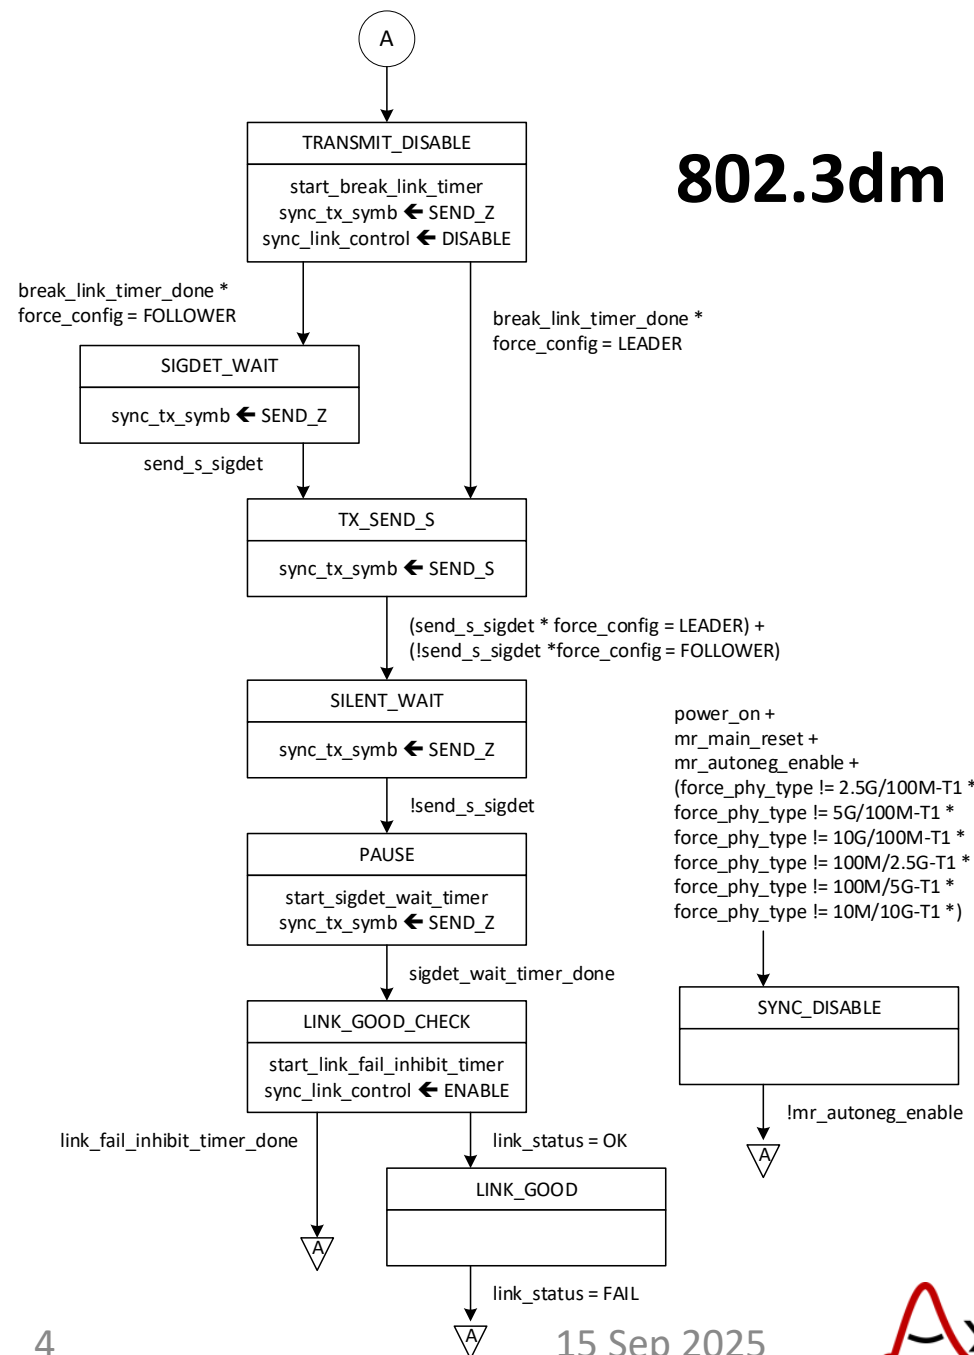 A
802.3dm
TRANSMIT_DISABLE
start_break_link_timer
sync_tx_symb 🡸 SEND_Z
sync_link_control 🡸 DISABLE
break_link_timer_done *
force_config = FOLLOWER
break_link_timer_done *
force_config = LEADER
SIGDET_WAIT
sync_tx_symb 🡸 SEND_Z
send_s_sigdet
TX_SEND_S
sync_tx_symb 🡸 SEND_S
(send_s_sigdet * force_config = LEADER) +
(!send_s_sigdet *force_config = FOLLOWER)
SILENT_WAIT
sync_tx_symb 🡸 SEND_Z
!send_s_sigdet
PAUSE
start_sigdet_wait_timer
sync_tx_symb 🡸 SEND_Z
sigdet_wait_timer_done
LINK_GOOD_CHECK
start_link_fail_inhibit_timer
sync_link_control 🡸 ENABLE
link_fail_inhibit_timer_done
link_status = OK
A
LINK_GOOD
link_status = FAIL
A
power_on +
mr_main_reset +
mr_autoneg_enable +
(force_phy_type != 2.5G/100M-T1 *
force_phy_type != 5G/100M-T1 *
force_phy_type != 10G/100M-T1 *
force_phy_type != 100M/2.5G-T1 *
force_phy_type != 100M/5G-T1 *
force_phy_type != 10M/10G-T1 *)
SYNC_DISABLE
!mr_autoneg_enable
A
4
15 Sep 2025